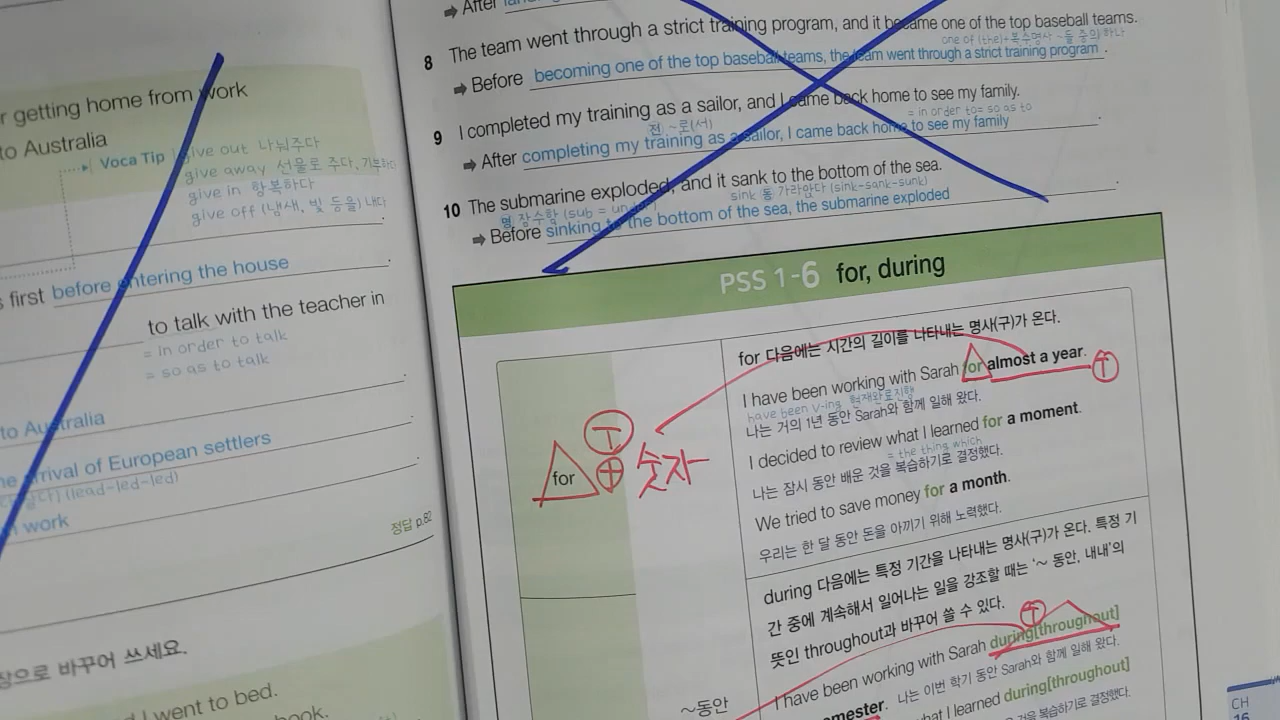 r getting home from work
to Australia
Voca Tip
give out 나눠주다
give away 선물로 주다, 기부하다
give in 항복하다
give off (냄새, 빛 등을) 내다
s first before entering the house
to talk with the teacher in
= in order to talk
= so as to talk
to Australia
arrival of European settlers
(lead-led-led)
work
정답 p.82
장으로 바꾸어 쓰세요.
I went to bed.
➡ After
8 The team went through a strict training program, and it became one of the top baseball teams.
one of (the)+복수명사 ~들 중의 하나
➡ Before becoming one of the top baseball teams, the team went through a strict training program.
9 I completed my training as a sailor, and I came back home to see my family.
전 ~로(서)
= in order to= so as to
➡ After completing my training as a sailor, I came back home to see my family.
10 The submarine exploded, and it sank to the bottom of the sea.
명 잠수함 (sub = under)
sink 동 가라앉다 (sink-sank-sunk)
➡ Before sinking to the bottom of the sea, the submarine exploded.
PSS 1-6 for, during
for 다음에는 시간의 길이를 나타내는 명사(구)가 온다.
I have been working with Sarah for almost a year. T
have been v-ing 현재완료진행
나는 거의 1년 동안 Sarah와 함께 일해 왔다.
I decided to review what I learned for a moment.
= the thing which
나는 잠시 동안 배운 것을 복습하기로 결정했다.
We tried to save money for a month.
우리는 한 달 동안 돈을 아끼기 위해 노력했다.
for T + 숫자
during 다음에는 특정 기간을 나타내는 명사(구)가 온다. 특정 기
간 중에 계속해서 일어나는 일을 강조할 때는 '~ 동안, 내내'의
뜻인 throughout과 바꾸어 쓸 수 있다.
T
I have been working with Sarah during[throughout]
~동안
emester. 나는 이번 학기 동안 Sarah와 함께 일해 왔다.
what I learned during[throughout]
것을 복습하기로 결정했다.
CH
16